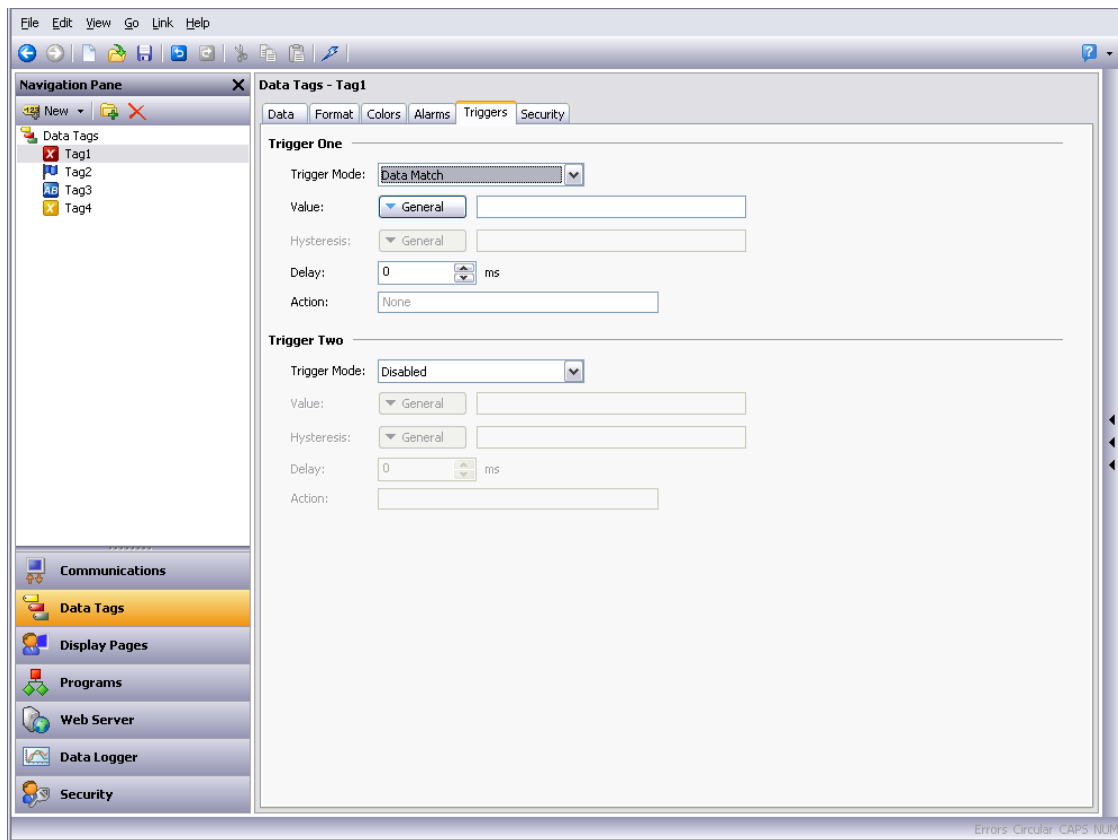 File Edit View Go Link Help
Navigation Pane
New
Data Tags
Tag1
Tag2
Tag3
Tag4
Communications
Data Tags
Display Pages
Programs
Web Server
Data Logger
Security
Data Tags - Tag1
Data Format Colors Alarms Triggers Security
Trigger One
Trigger Mode: Data Match
Value: General
Hysteresis: General
Delay: 0 ms
Action: None
Trigger Two
Trigger Mode: Disabled
Value: General
Hysteresis: General
Delay: 0 ms
Action:
Errors Circular CAPS NUM